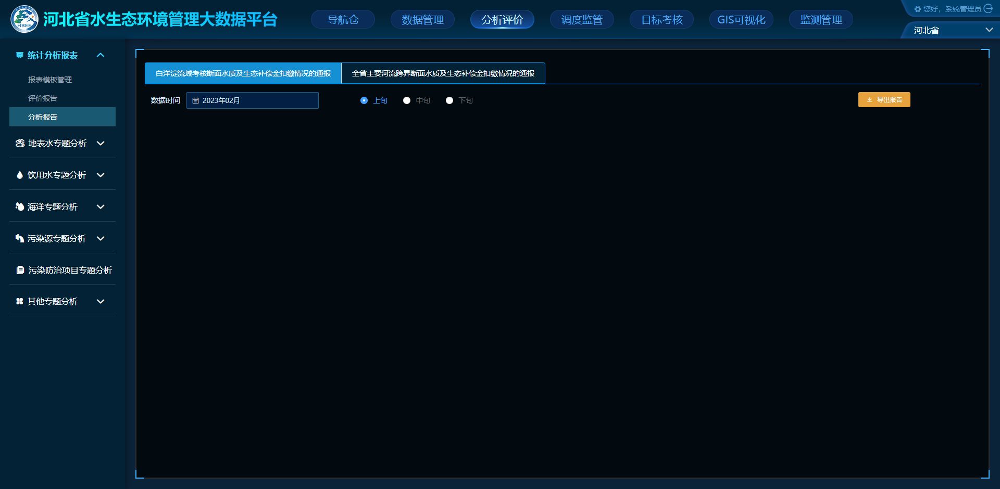 河北省水生态环境管理大数据平台
导航仓
数据管理
分析评价
调度监管
目标考核
GIS可视化
监测管理
您好，系统管理员
河北省
HBEE
统计分析报表
报表模板管理
评价报告
分析报告
地表水专题分析
饮用水专题分析
海洋专题分析
污染源专题分析
污染防治项目专题分析
其他专题分析
白洋淀流域考核断面水质及生态补偿金扣缴情况的通报
全省主要河流跨界断面水质及生态补偿金扣缴情况的通报
数据时间
2023年02月
上旬
中旬
下旬
导出报告